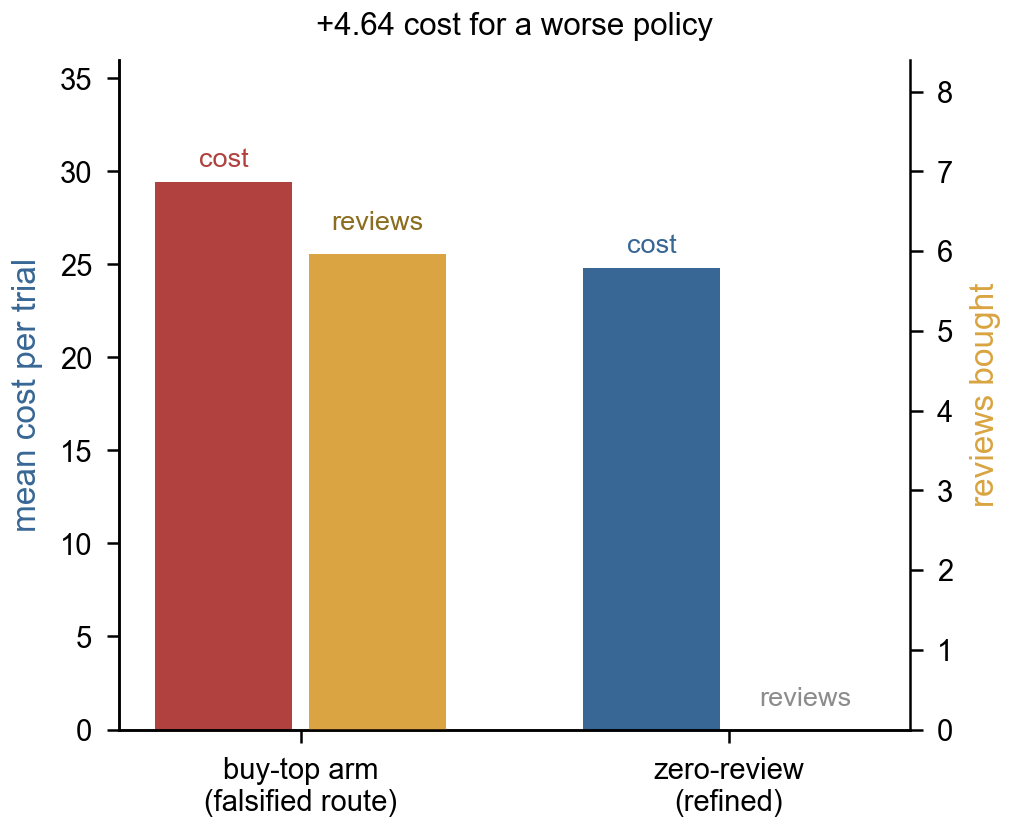 +4.64 cost for a worse policy
mean cost per trial
35
30
25
20
15
10
5
0
cost
reviews
cost
reviews
8
7
6
5
4
3
2
1
0
reviews bought
buy-top arm
(falsified route)
zero-review
(refined)